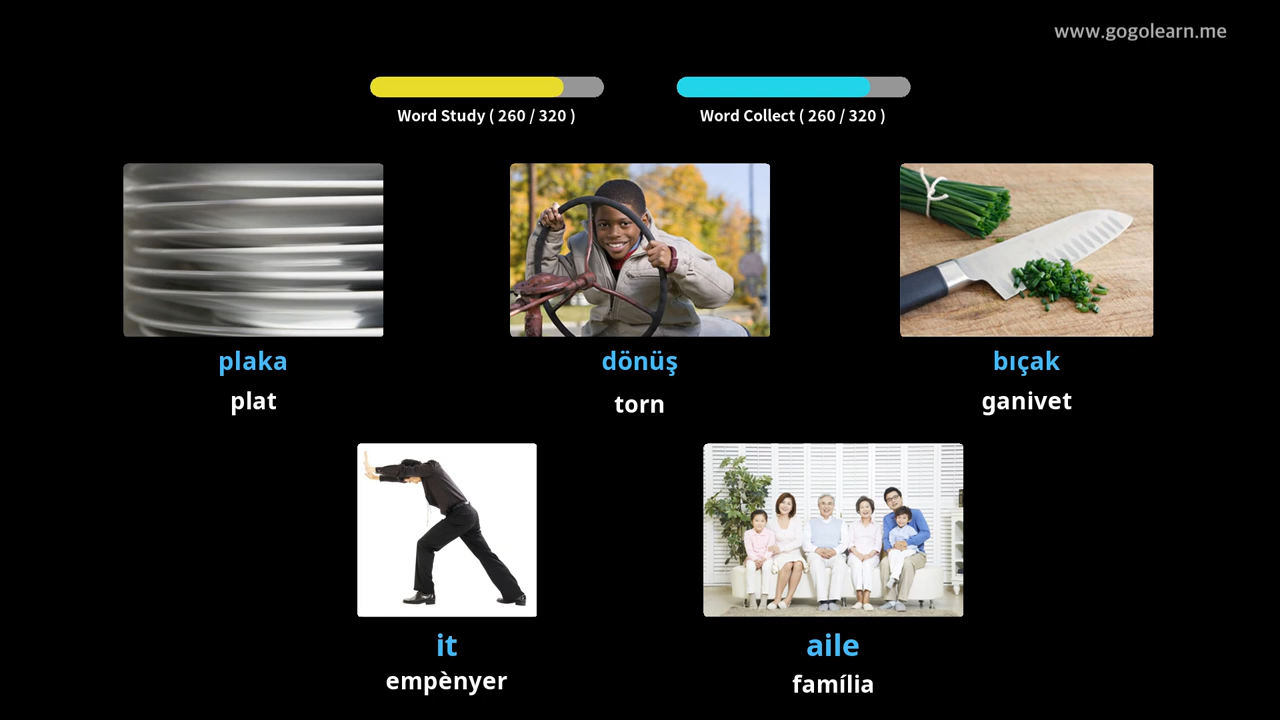 www.gogolearn.me
Word Study ( 260 / 320 )
Word Collect ( 260 / 320 )
plaka
plat
dönüş
torn
bıçak
ganivet
it
empènyer
aile
família